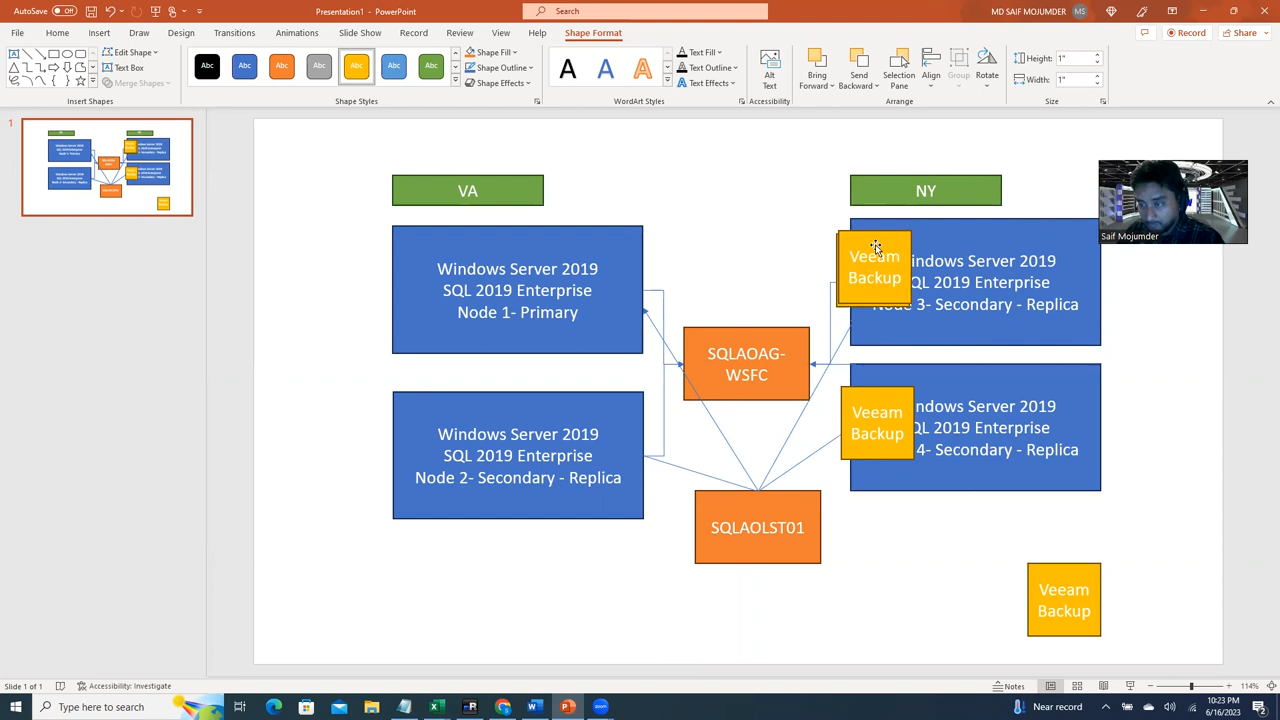 AutoSave Off
Presentation1 - PowerPoint
Search
MD SAIF MOJUMDER MS
File Home Insert Draw Design Transitions Animations Slide Show Record Review View Help Shape Format
Record Share
Edit Shape
Text Box
Merge Shapes
Insert Shapes
Abc Abc Abc Abc Abc Abc Abc
Shape Fill
Shape Outline
Shape Effects
Shape Styles
A A A
Text Fill
Text Outline
Text Effects
WordArt Styles
Alt
Text
Accessibility
Bring
Forward
Send
Backward
Selection
Pane
Align
Group
Rotate
Arrange
Height: 1"
Width: 1"
Size
1
VA
NY
Windows Server 2019
SQL 2019 Enterprise
Node 1- Primary
Windows Server 2019
SQL 2019 Enterprise
Node 2- Secondary - Replica
SQLAOAG-
WSFC
SQLAOLST01
Veeam
Backup
indows Server 2019
QL 2019 Enterprise
Node 3- Secondary - Replica
Veeam
Backup
ndows Server 2019
QL 2019 Enterprise
4- Secondary - Replica
Veeam
Backup
Saif Mojumder
Slide 1 of 1
Accessibility: Investigate
Notes
114%
Type here to search
Near record
10:23 PM
6/16/2023